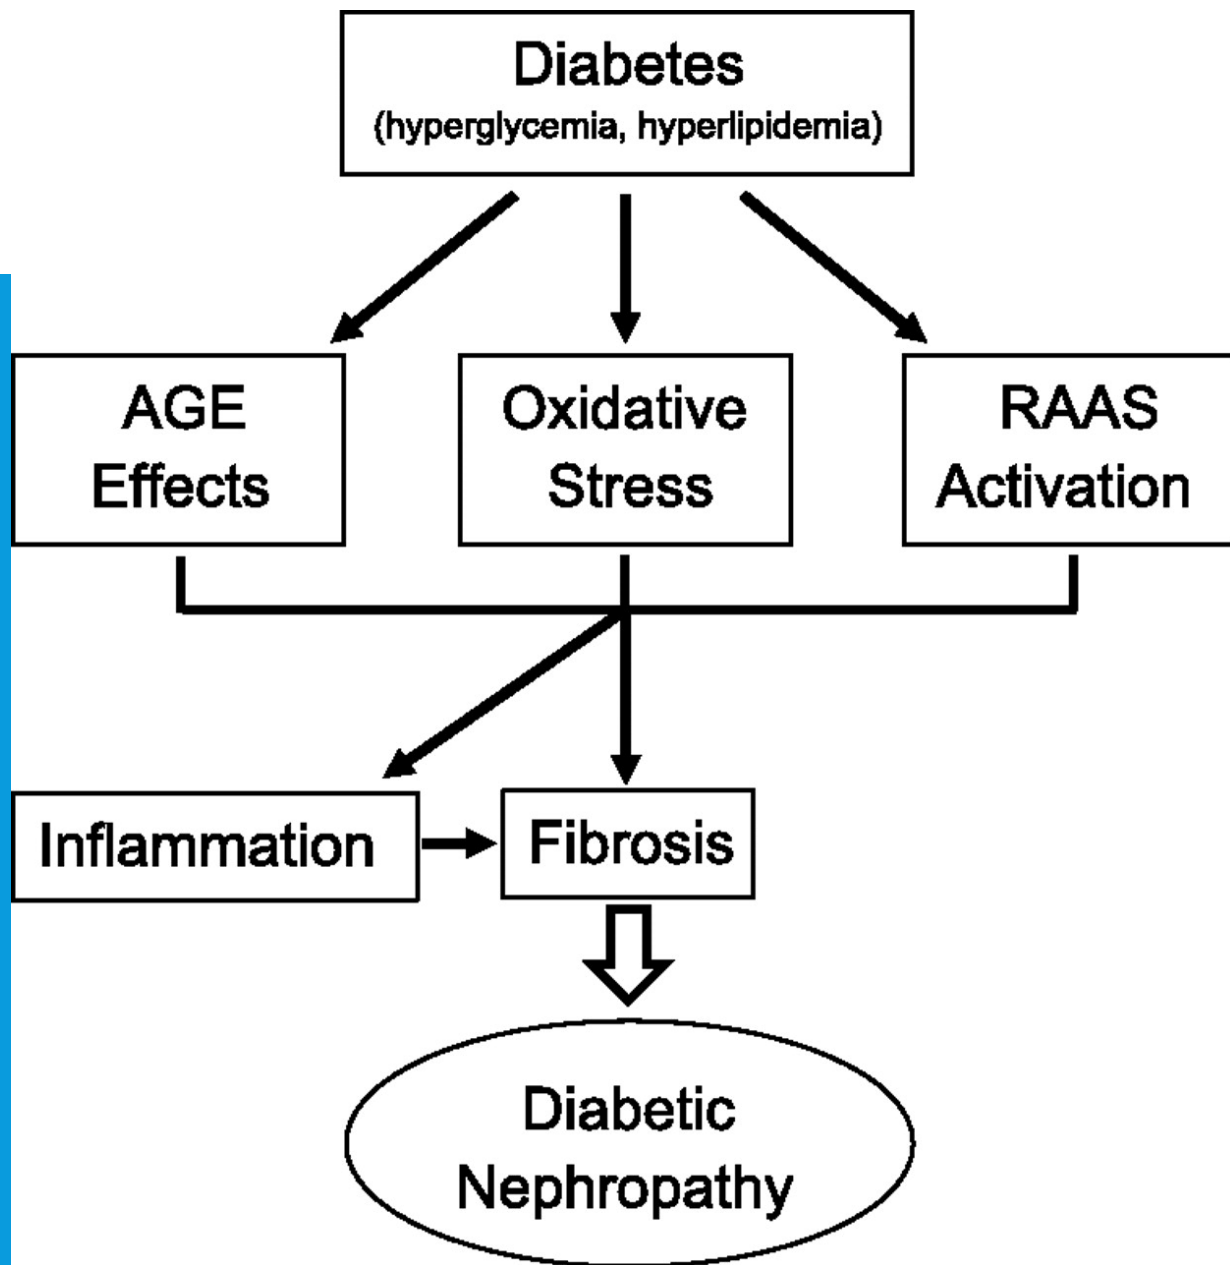 Diabetes
(hyperglycemia, hyperlipidemia)
AGE
Effects
Oxidative
Stress
RAAS
Activation
Inflammation
Fibrosis
Diabetic
Nephropathy